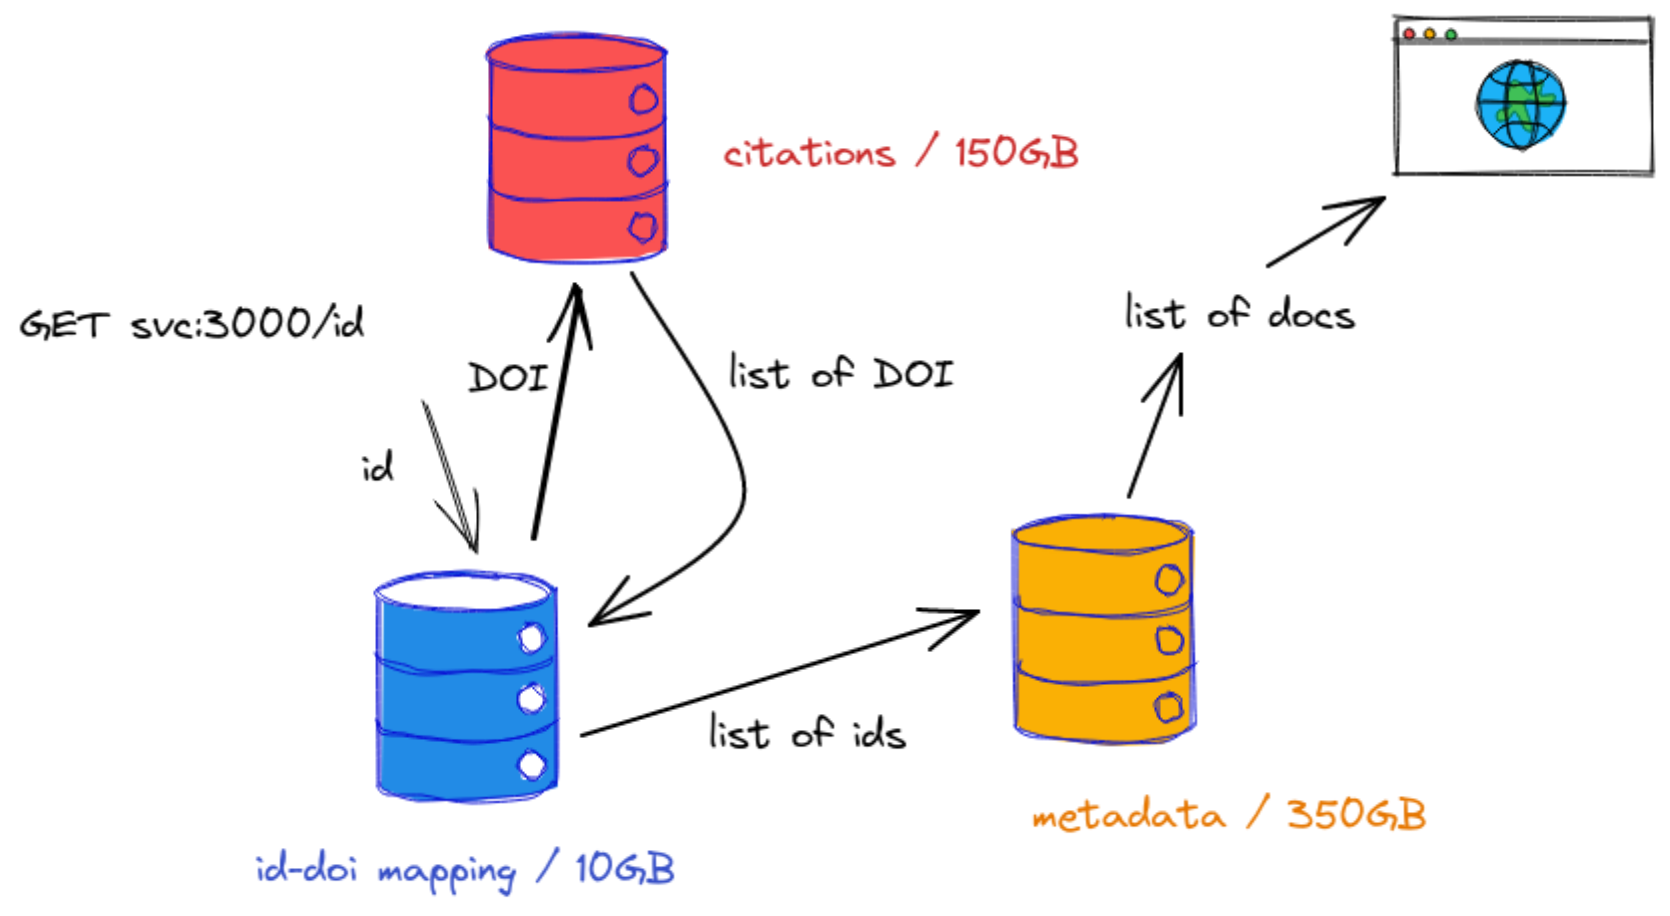 citations / 150GB
GET svc:3000/id
list of docs
DOI
list of DOI
id
list of ids
metadata / 350GB
id-doi mapping / 10GB